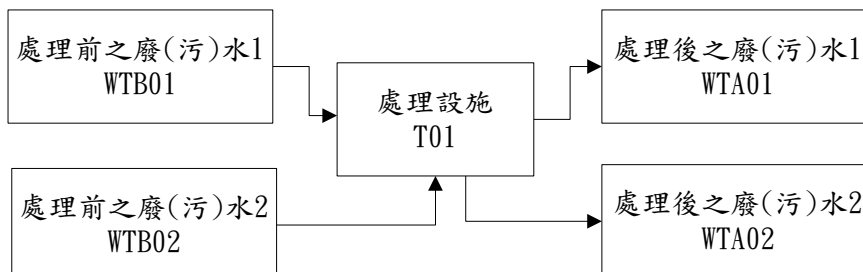 處理前之廢(污)水1
WTB01
處理設施
T01
處理後之廢(污)水1
WTA01
處理前之廢(污)水2
WTB02
處理後之廢(污)水2
WTA02